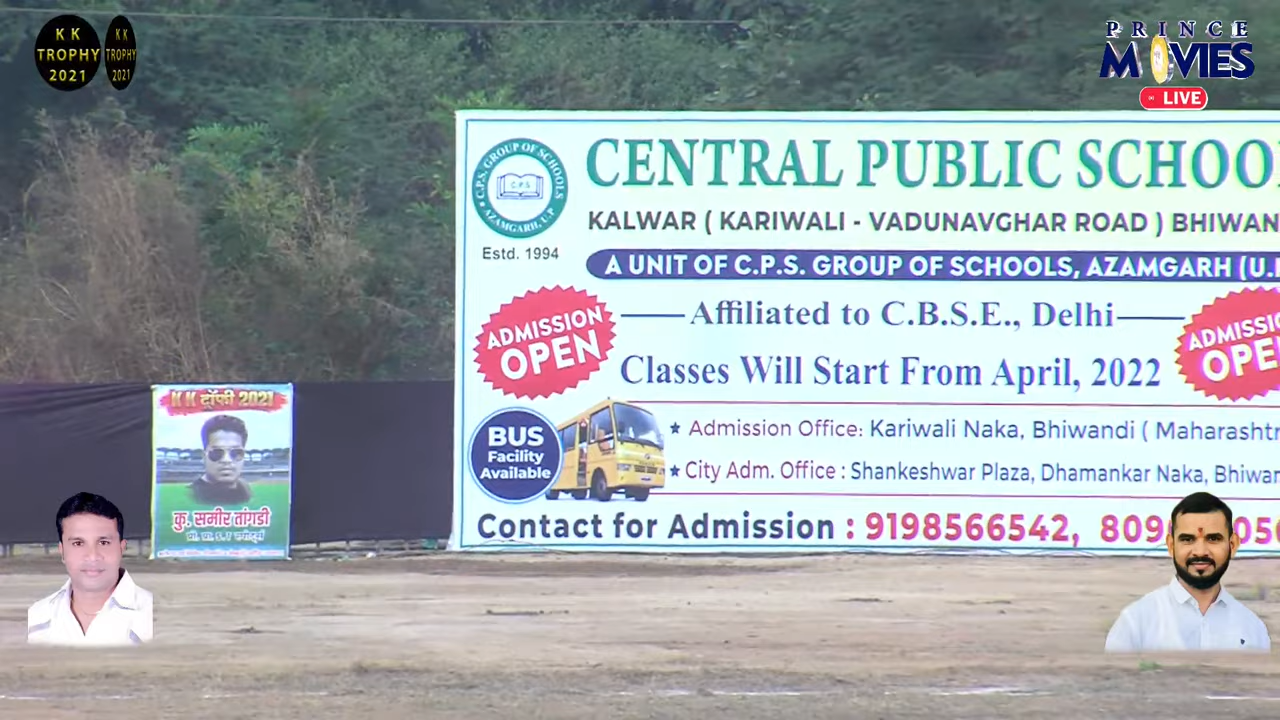 K K
TROPHY
2021
K K
TROPHY
2021
PRINCE
MOVIES
LIVE
C.P.S. GROUP OF SCHOOLS
C.P.S
AZAMGARH, U.P
Estd. 1994
CENTRAL PUBLIC SCHOO
KALWAR ( KARIWALI - VADUNAVGHAR ROAD ) BHIWAN
A UNIT OF C.P.S. GROUP OF SCHOOLS, AZAMGARH (U.
ADMISSION
OPEN
Affiliated to C.B.S.E., Delhi
Classes Will Start From April, 2022
ADMISSIO
OPE
BUS
Facility
Available
★ Admission Office: Kariwali Naka, Bhiwandi ( Maharashtr
★ City Adm. Office : Shankeshwar Plaza, Dhamankar Naka, Bhiwan
Contact for Admission : 9198566542, 809
K K ट्रॉफी 2021
कु. समीर तांगडी